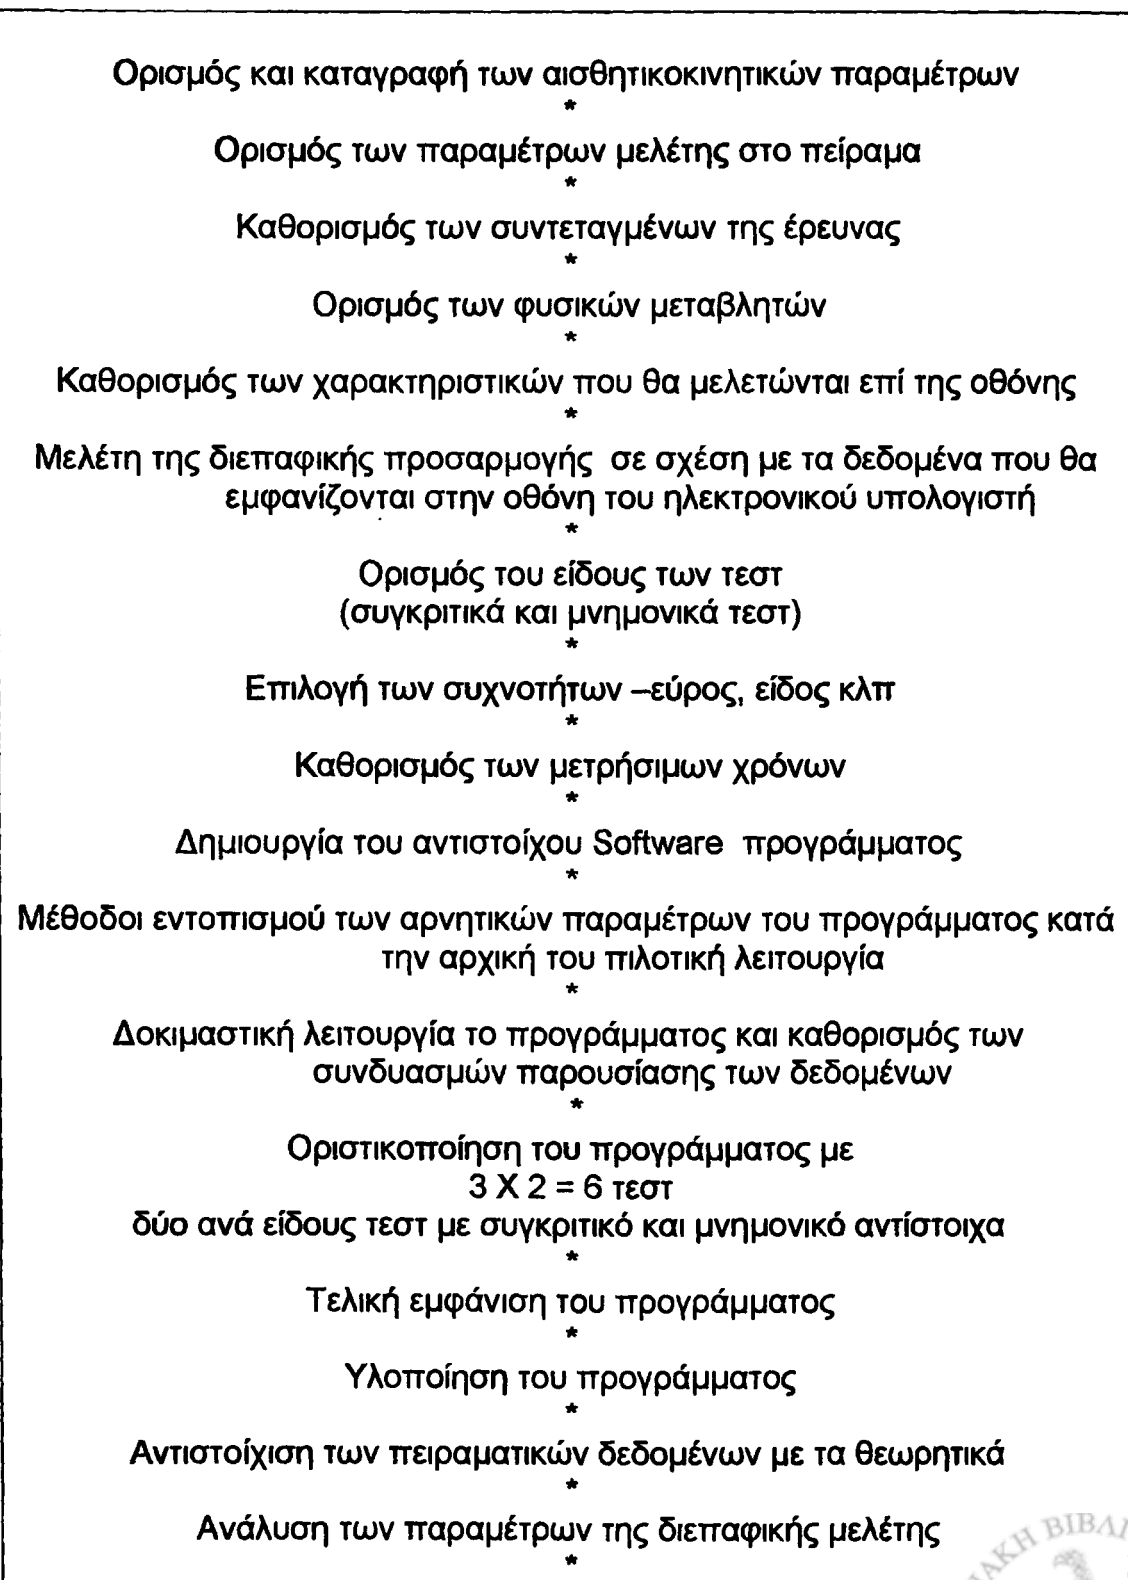 Ορισμός και καταγραφή των αισθητικοκινητικών παραμέτρων
*
Ορισμός των παραμέτρων μελέτης στο πείραμα
*
Καθορισμός των συντεταγμένων της έρευνας
*
Ορισμός των φυσικών μεταβλητών
*
Καθορισμός των χαρακτηριστικών που θα μελετώνται επί της οθόνης
*
Μελέτη της διεπαφικής προσαρμογής σε σχέση με τα δεδομένα που θα
εμφανίζονται στην οθόνη του ηλεκτρονικού υπολογιστή
*
Ορισμός του είδους των τεστ
(συγκριτικά και μνημονικά τεστ)
*
Επιλογή των συχνοτήτων –εύρος, είδος κλπ
*
Καθορισμός των μετρήσιμων χρόνων
*
Δημιουργία του αντιστοίχου Software προγράμματος
*
Μέθοδοι εντοπισμού των αρνητικών παραμέτρων του προγράμματος κατά
την αρχική του πιλοτική λειτουργία
*
Δοκιμαστική λειτουργία το προγράμματος και καθορισμός των
συνδυασμών παρουσίασης των δεδομένων
*
Οριστικοποίηση του προγράμματος με
3 Χ 2 = 6 τεστ
δύο ανά είδους τεστ με συγκριτικό και μνημονικό αντίστοιχα
*
Τελική εμφάνιση του προγράμματος
*
Υλοποίηση του προγράμματος
*
Αντιστοίχιση των πειραματικών δεδομένων με τα θεωρητικά
*
Ανάλυση των παραμέτρων της διεπαφικής μελέτης
*